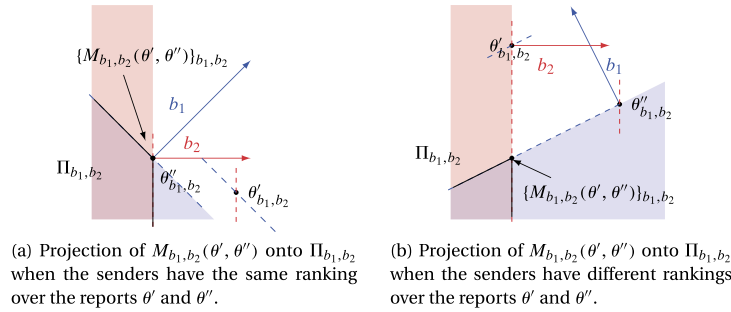 {M_{b_1,b_2}(θ′, θ″)}_{b_1,b_2}
b_1
b_2
Π_{b_1,b_2}
θ″_{b_1,b_2}
θ′_{b_1,b_2}
(a) Projection of M_{b_1,b_2}(θ′, θ″) onto Π_{b_1,b_2}
when the senders have the same ranking
over the reports θ′ and θ″.
θ′_{b_1,b_2}
b_2
b_1
θ″_{b_1,b_2}
Π_{b_1,b_2}
{M_{b_1,b_2}(θ′, θ″)}_{b_1,b_2}
(b) Projection of M_{b_1,b_2}(θ′, θ″) onto Π_{b_1,b_2}
when the senders have different rankings
over the reports θ′ and θ″.